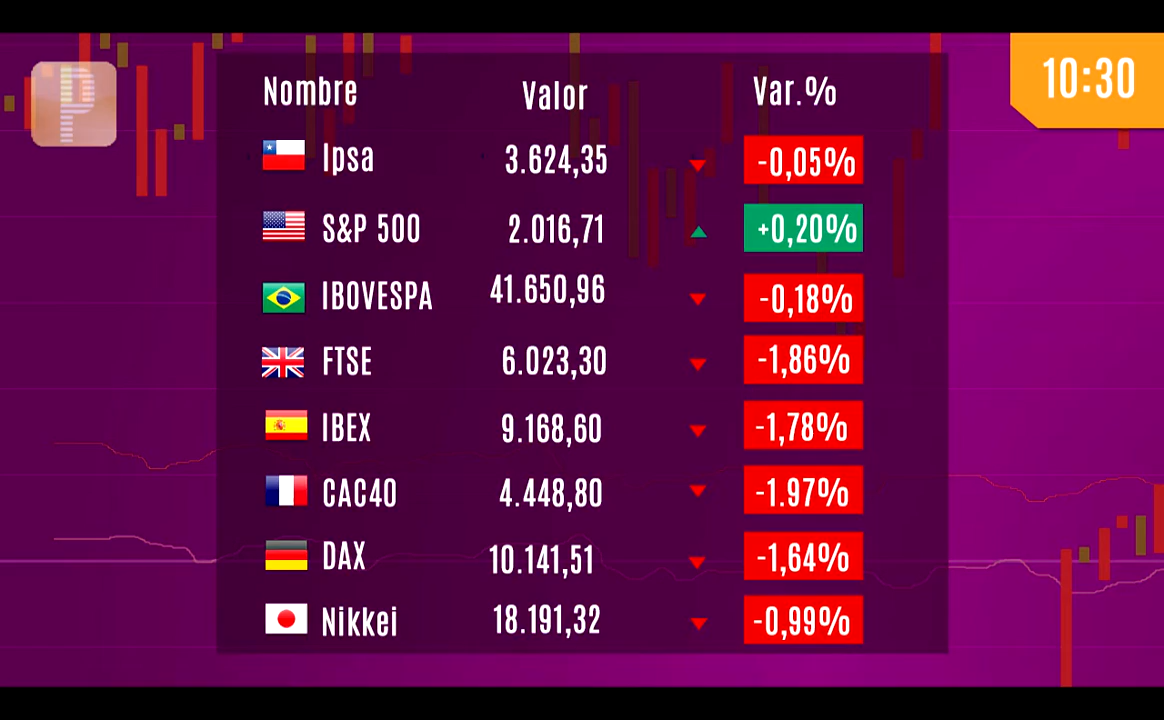 P
10:30
Nombre Valor Var.%
Ipsa 3.624,35 -0,05%
S&P 500 2.016,71 +0,20%
IBOVESPA 41.650,96 -0,18%
FTSE 6.023,30 -1,86%
IBEX 9.168,60 -1,78%
CAC40 4.448,80 -1.97%
DAX 10.141,51 -1,64%
Nikkei 18.191,32 -0,99%